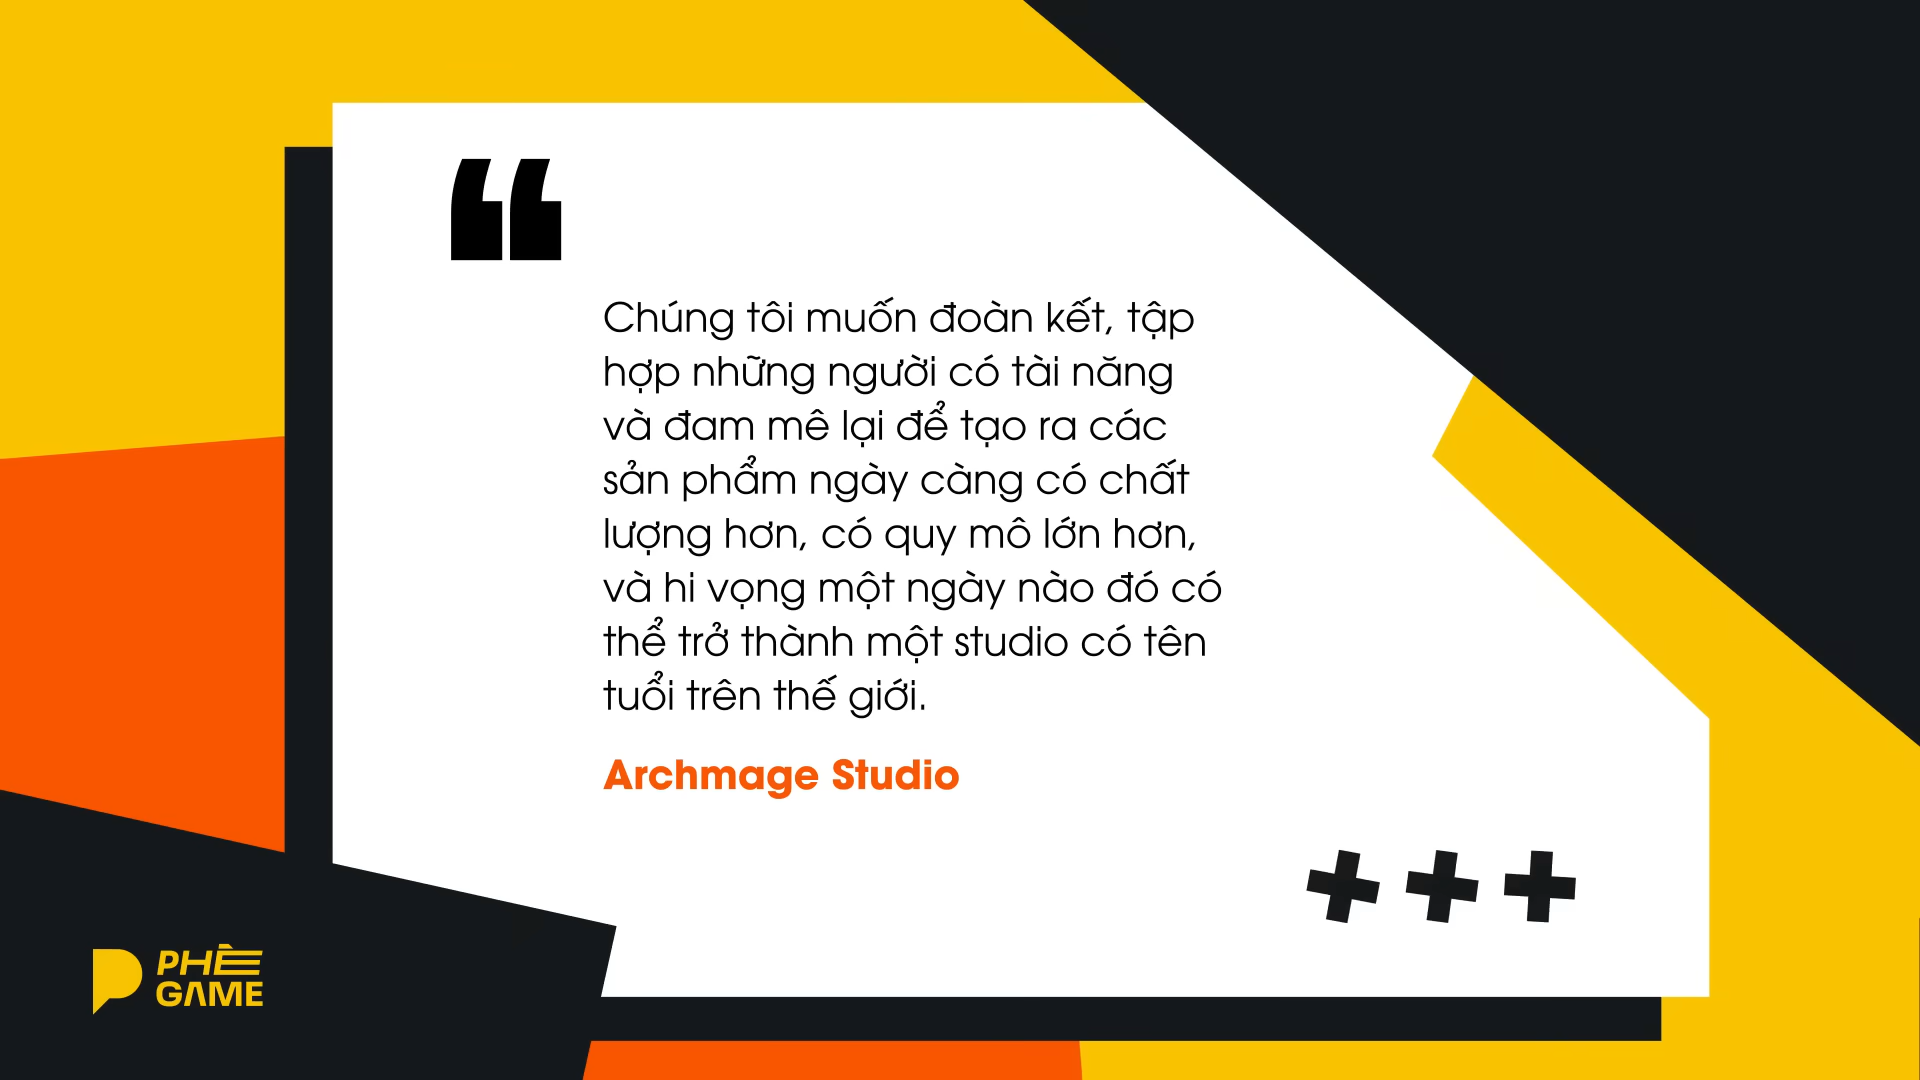 “
Chúng tôi muốn đoàn kết, tập
hợp những người có tài năng
và đam mê lại để tạo ra các
sản phẩm ngày càng có chất
lượng hơn, có quy mô lớn hơn,
và hi vọng một ngày nào đó có
thể trở thành một studio có tên
tuổi trên thế giới.
Archmage Studio
+++
PHÊ
GAME